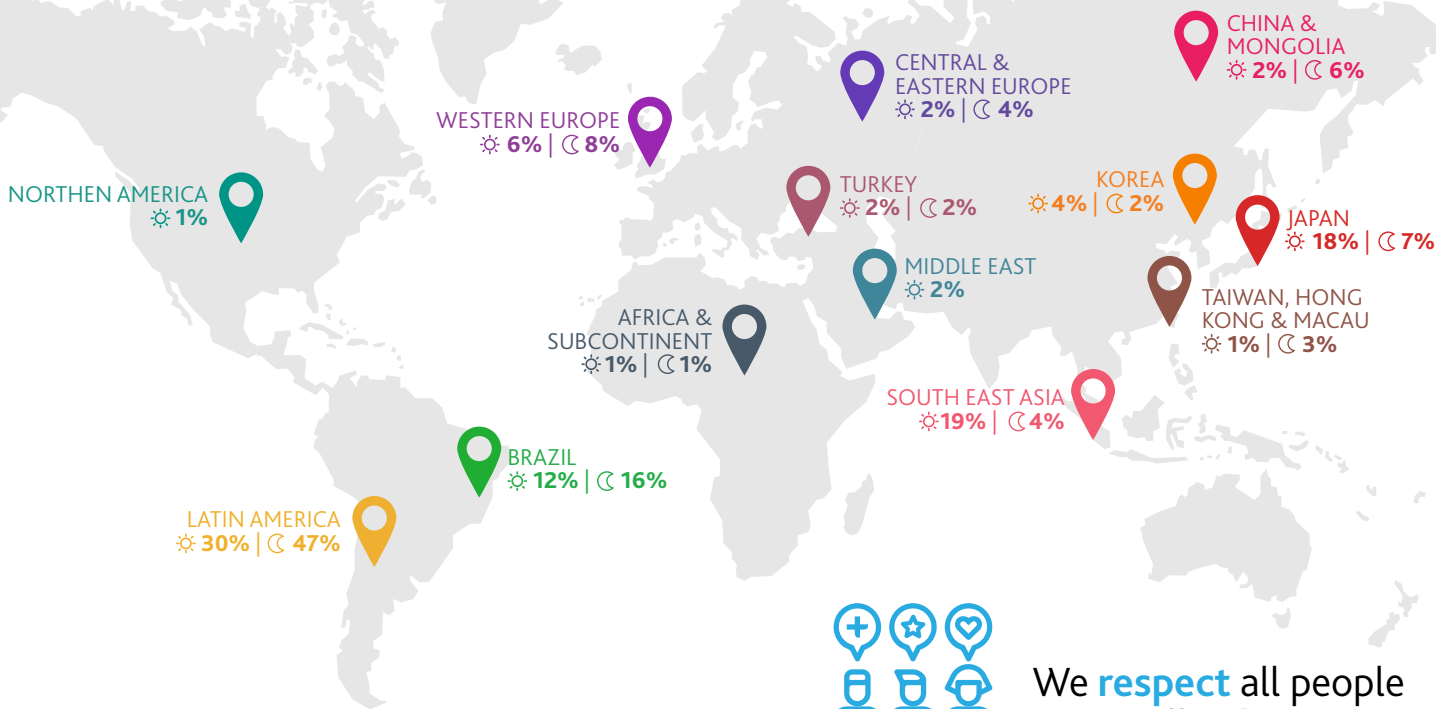 CHINA &
MONGOLIA
2% | 6%
CENTRAL &
EASTERN EUROPE
2% | 4%
WESTERN EUROPE
6% | 8%
NORTHEN AMERICA
1%
TURKEY
2% | 2%
KOREA
4% | 2%
JAPAN
18% | 7%
MIDDLE EAST
2%
TAIWAN, HONG
KONG & MACAU
1% | 3%
AFRICA &
SUBCONTINENT
1% | 1%
SOUTH EAST ASIA
19% | 4%
BRAZIL
12% | 16%
LATIN AMERICA
30% | 47%
We respect all people